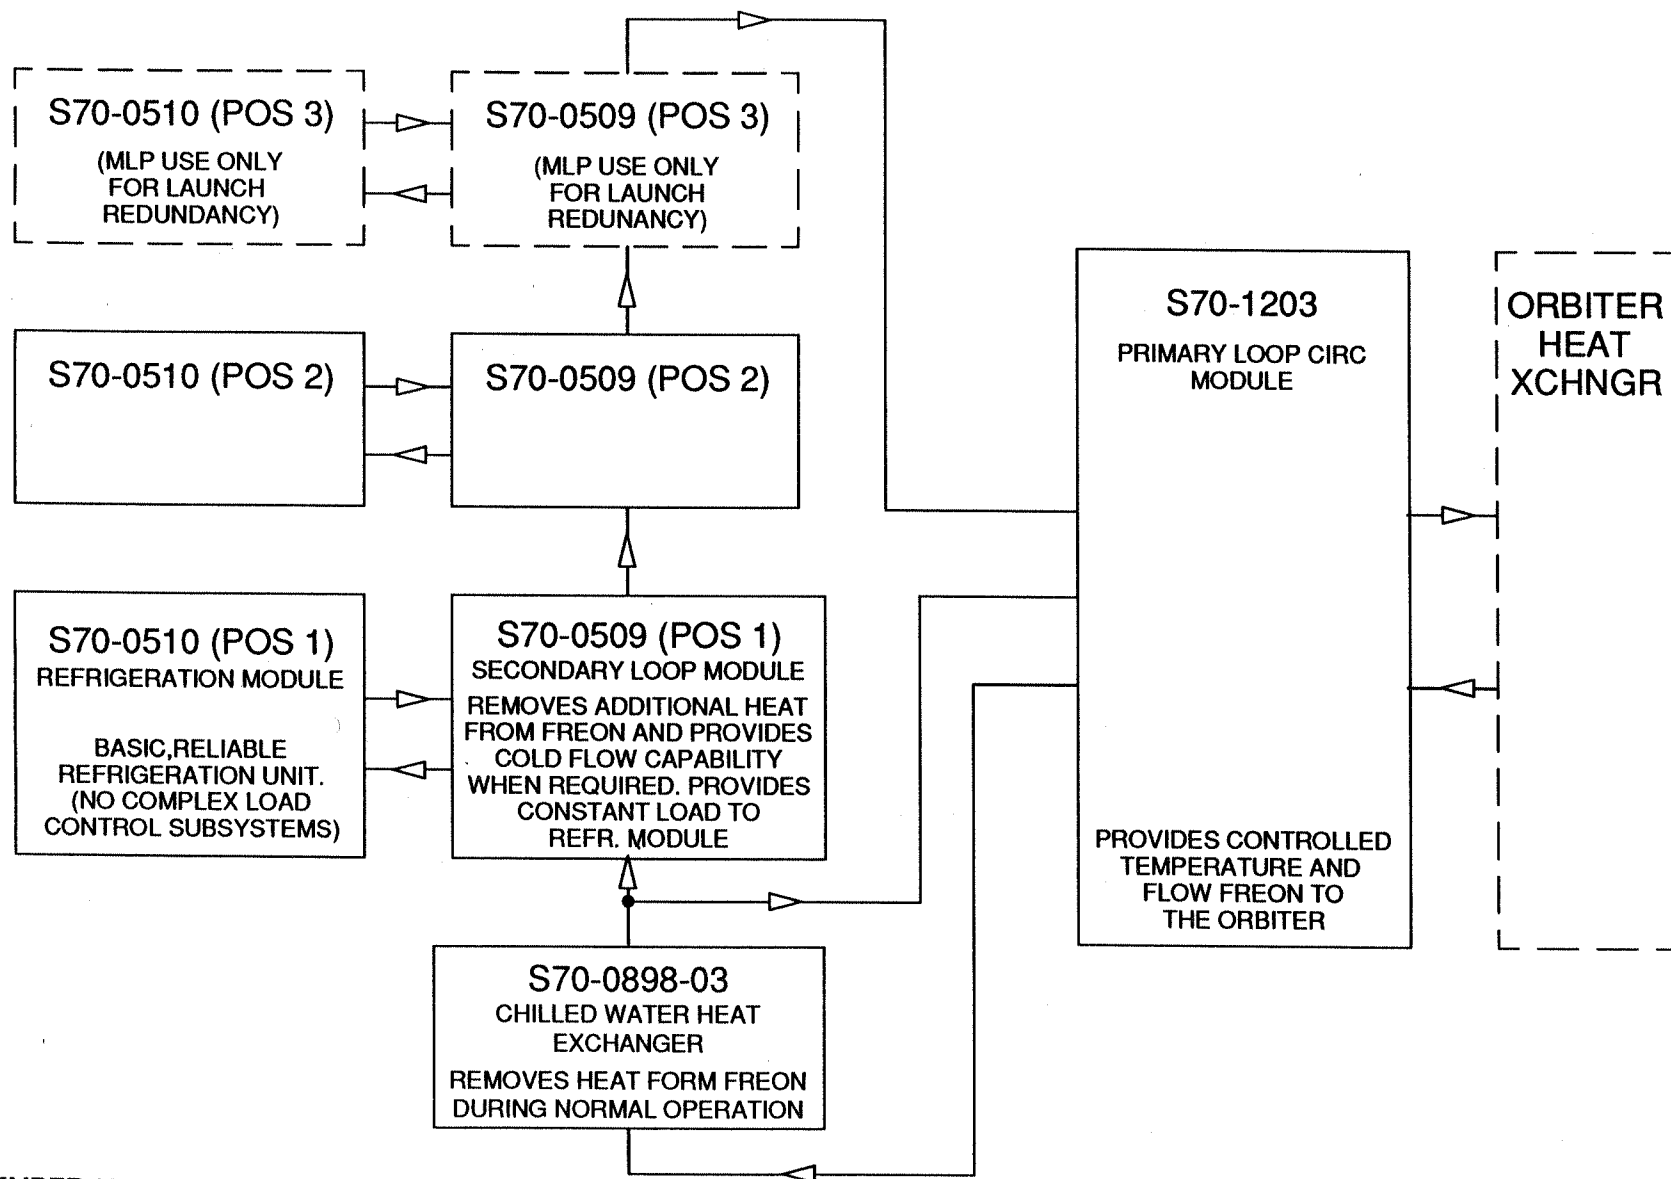 S70-0510 (POS 3)
(MLP USE ONLY
FOR LAUNCH
REDUNDANCY)
S70-0509 (POS 3)
(MLP USE ONLY
FOR LAUNCH
REDUNANCY)
S70-0510 (POS 2)
S70-0509 (POS 2)
S70-0510 (POS 1)
REFRIGERATION MODULE
BASIC,RELIABLE
REFRIGERATION UNIT.
(NO COMPLEX LOAD
CONTROL SUBSYSTEMS)
S70-0509 (POS 1)
SECONDARY LOOP MODULE
REMOVES ADDITIONAL HEAT
FROM FREON AND PROVIDES
COLD FLOW CAPABILITY
WHEN REQUIRED. PROVIDES
CONSTANT LOAD TO
REFR. MODULE
S70-0898-03
CHILLED WATER HEAT
EXCHANGER
REMOVES HEAT FORM FREON
DURING NORMAL OPERATION
S70-1203
PRIMARY LOOP CIRC
MODULE
PROVIDES CONTROLLED
TEMPERATURE AND
FLOW FREON TO
THE ORBITER
ORBITER
HEAT
XCHNGR